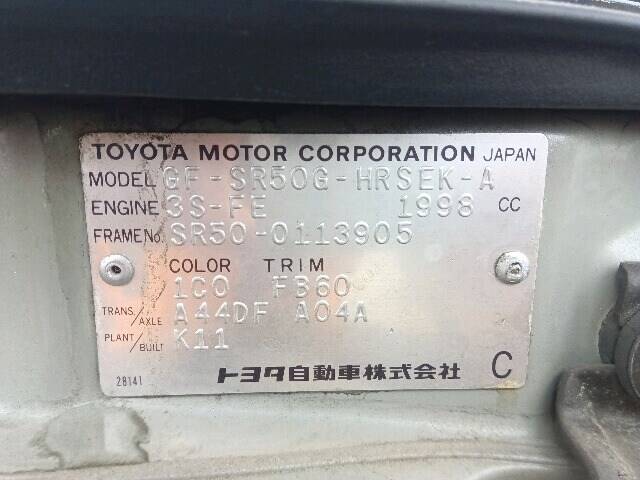 TOYOTA MOTOR CORPORATION JAPAN
MODEL GF-SR50G-HRSEK-A
ENGINE 3S-FE 1998 CC
FRAME No. SR50-0113905
COLOR TRIM
1C0 FB60
TRANS./AXLE A44DF A04A
PLANT/BUILT K11
28141 トヨタ自動車株式会社 C